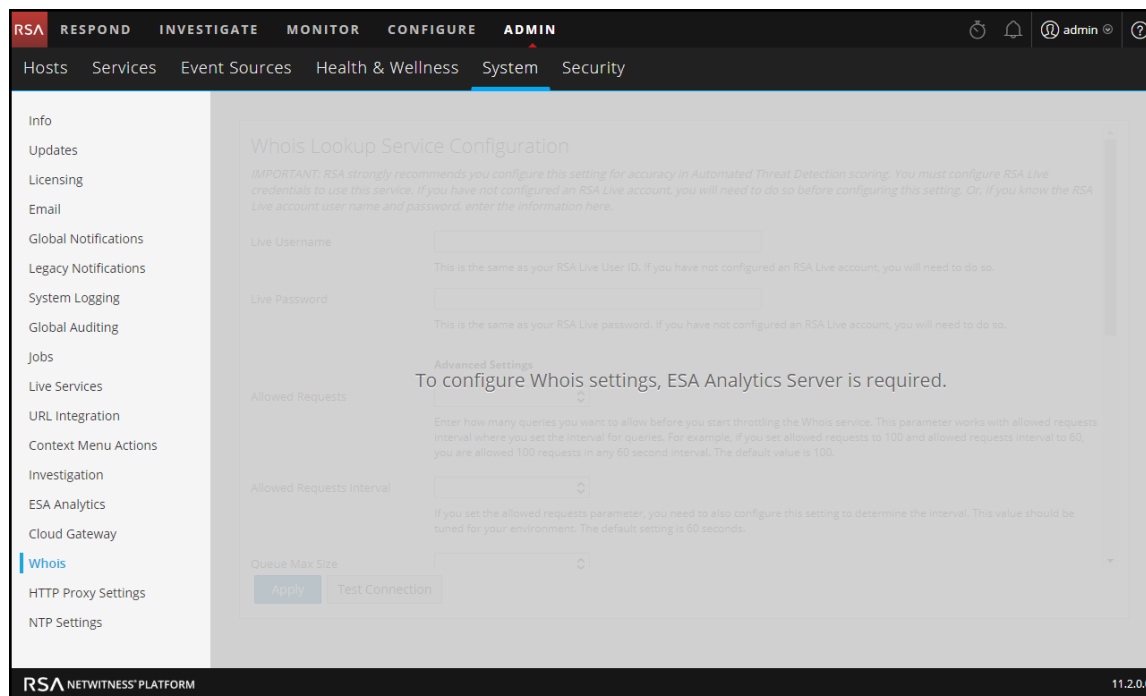 RSA RESPOND INVESTIGATE MONITOR CONFIGURE ADMIN admin
Hosts Services Event Sources Health & Wellness System Security
Info
Updates
Licensing
Email
Global Notifications
Legacy Notifications
System Logging
Global Auditing
Jobs
Live Services
URL Integration
Context Menu Actions
Investigation
ESA Analytics
Cloud Gateway
Whois
HTTP Proxy Settings
NTP Settings
Whois Lookup Service Configuration
IMPORTANT: RSA strongly recommends you configure this setting for accuracy in Automated Threat Detection scoring. You must configure RSA Live
credentials to use this service. If you have not configured an RSA Live account, you will need to do so before configuring this setting. Or, if you know the RSA
Live account user name and password, enter the information here.
Live Username
This is the same as your RSA Live User ID. If you have not configured an RSA Live account, you will need to do so.
Live Password
This is the same as your RSA Live password. If you have not configured an RSA Live account, you will need to do so.
Advanced Settings
To configure Whois settings, ESA Analytics Server is required.
Allowed Requests
Enter how many queries you want to allow before you start throttling the Whois service. This parameter works with allowed requests
interval where you set the interval for queries. For example, if you set allowed requests to 100 and allowed requests interval to 60,
you are allowed 100 requests in any 60 second interval. The default value is 100.
Allowed Requests Interval
If you set the allowed requests parameter, you need to also configure this setting to determine the interval. This value should be
tuned for your environment. The default setting is 60 seconds.
Queue Max Size
Apply Test Connection
RSA NETWITNESS® PLATFORM
11.2.0.